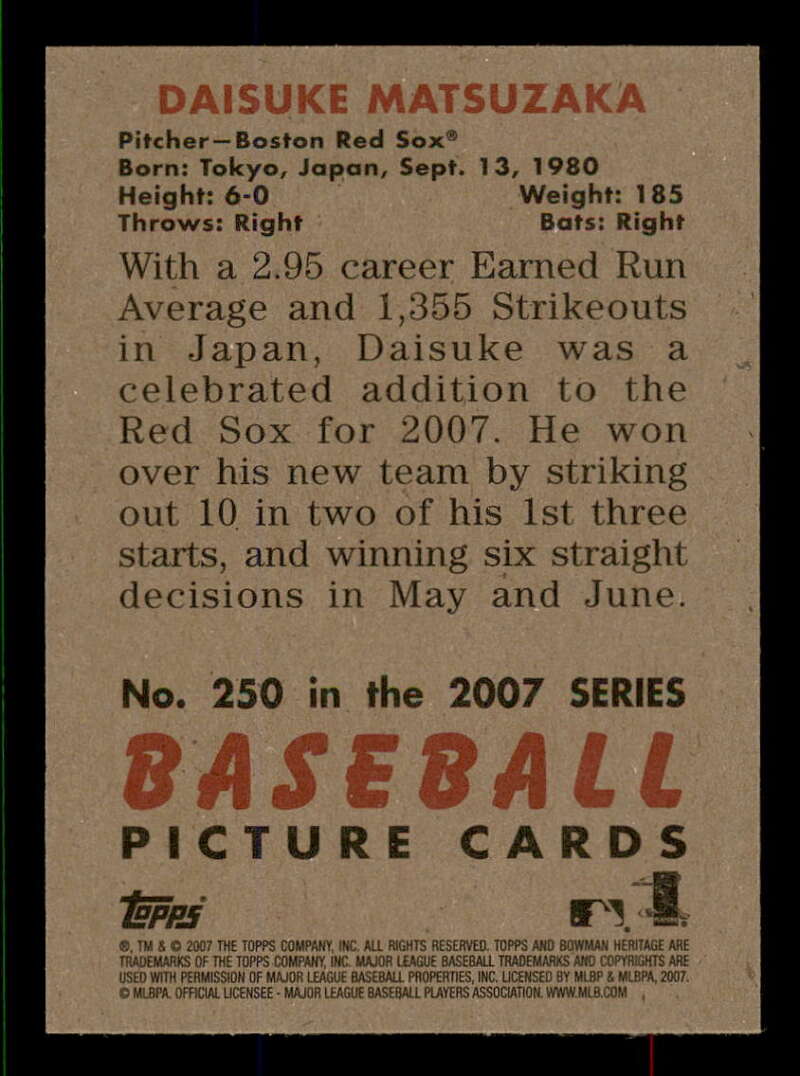 DAISUKE MATSUZAKA
Pitcher—Boston Red Sox®
Born: Tokyo, Japan, Sept. 13, 1980
Height: 6-0 Weight: 185
Throws: Right Bats: Right
With a 2.95 career Earned Run
Average and 1,355 Strikeouts
in Japan, Daisuke was a
celebrated addition to the
Red Sox for 2007. He won
over his new team by striking
out 10 in two of his 1st three
starts, and winning six straight
decisions in May and June.
No. 250 in the 2007 SERIES
BASEBALL
PICTURE CARDS
topps
®, TM & © 2007 THE TOPPS COMPANY, INC. ALL RIGHTS RESERVED. TOPPS AND BOWMAN HERITAGE ARE
TRADEMARKS OF THE TOPPS COMPANY, INC. MAJOR LEAGUE BASEBALL TRADEMARKS AND COPYRIGHTS ARE
USED WITH PERMISSION OF MAJOR LEAGUE BASEBALL PROPERTIES, INC. LICENSED BY MLBP & MLBPA, 2007.
© MLBPA. OFFICIAL LICENSEE - MAJOR LEAGUE BASEBALL PLAYERS ASSOCIATION. WWW.MLB.COM